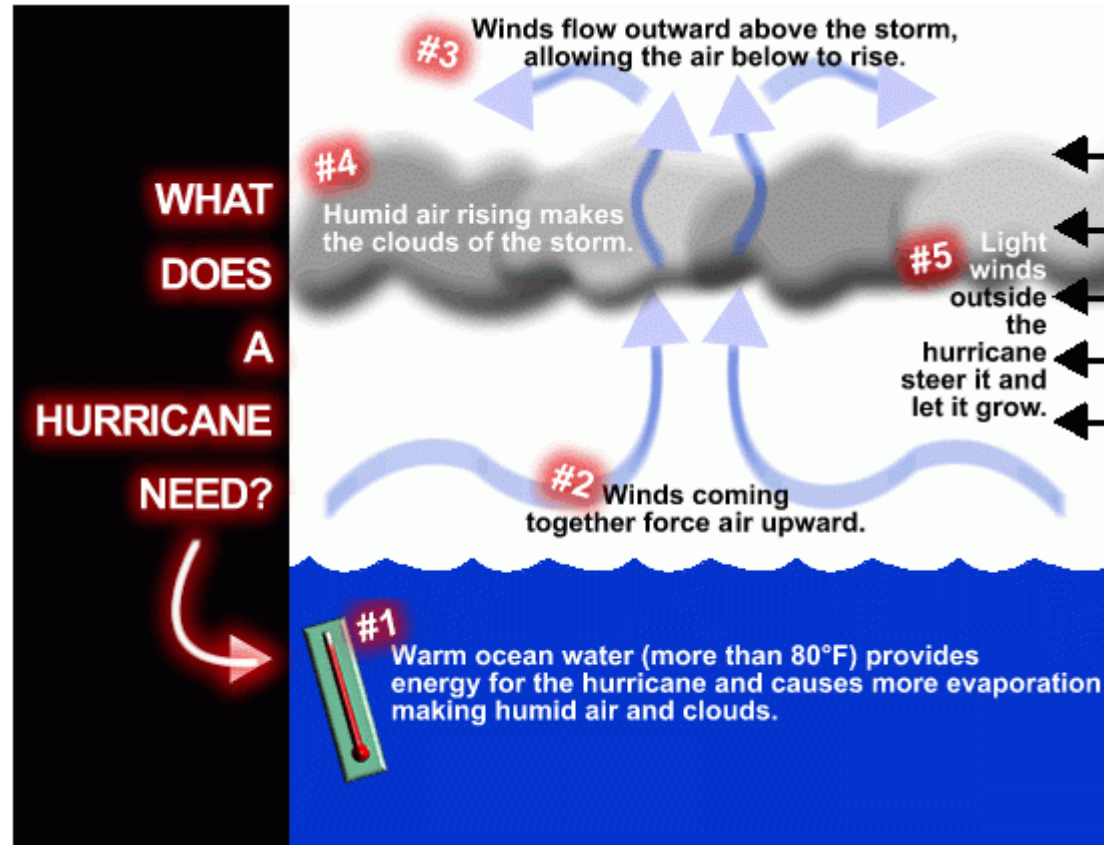 WHAT
DOES
A
HURRICANE
NEED?
#1
Warm ocean water (more than 80°F) provides
energy for the hurricane and causes more evaporation
making humid air and clouds.
#2
Winds coming
together force air upward.
#3
Winds flow outward above the storm,
allowing the air below to rise.
#4
Humid air rising makes
the clouds of the storm.
#5
Light
winds
outside
the
hurricane
steer it and
let it grow.